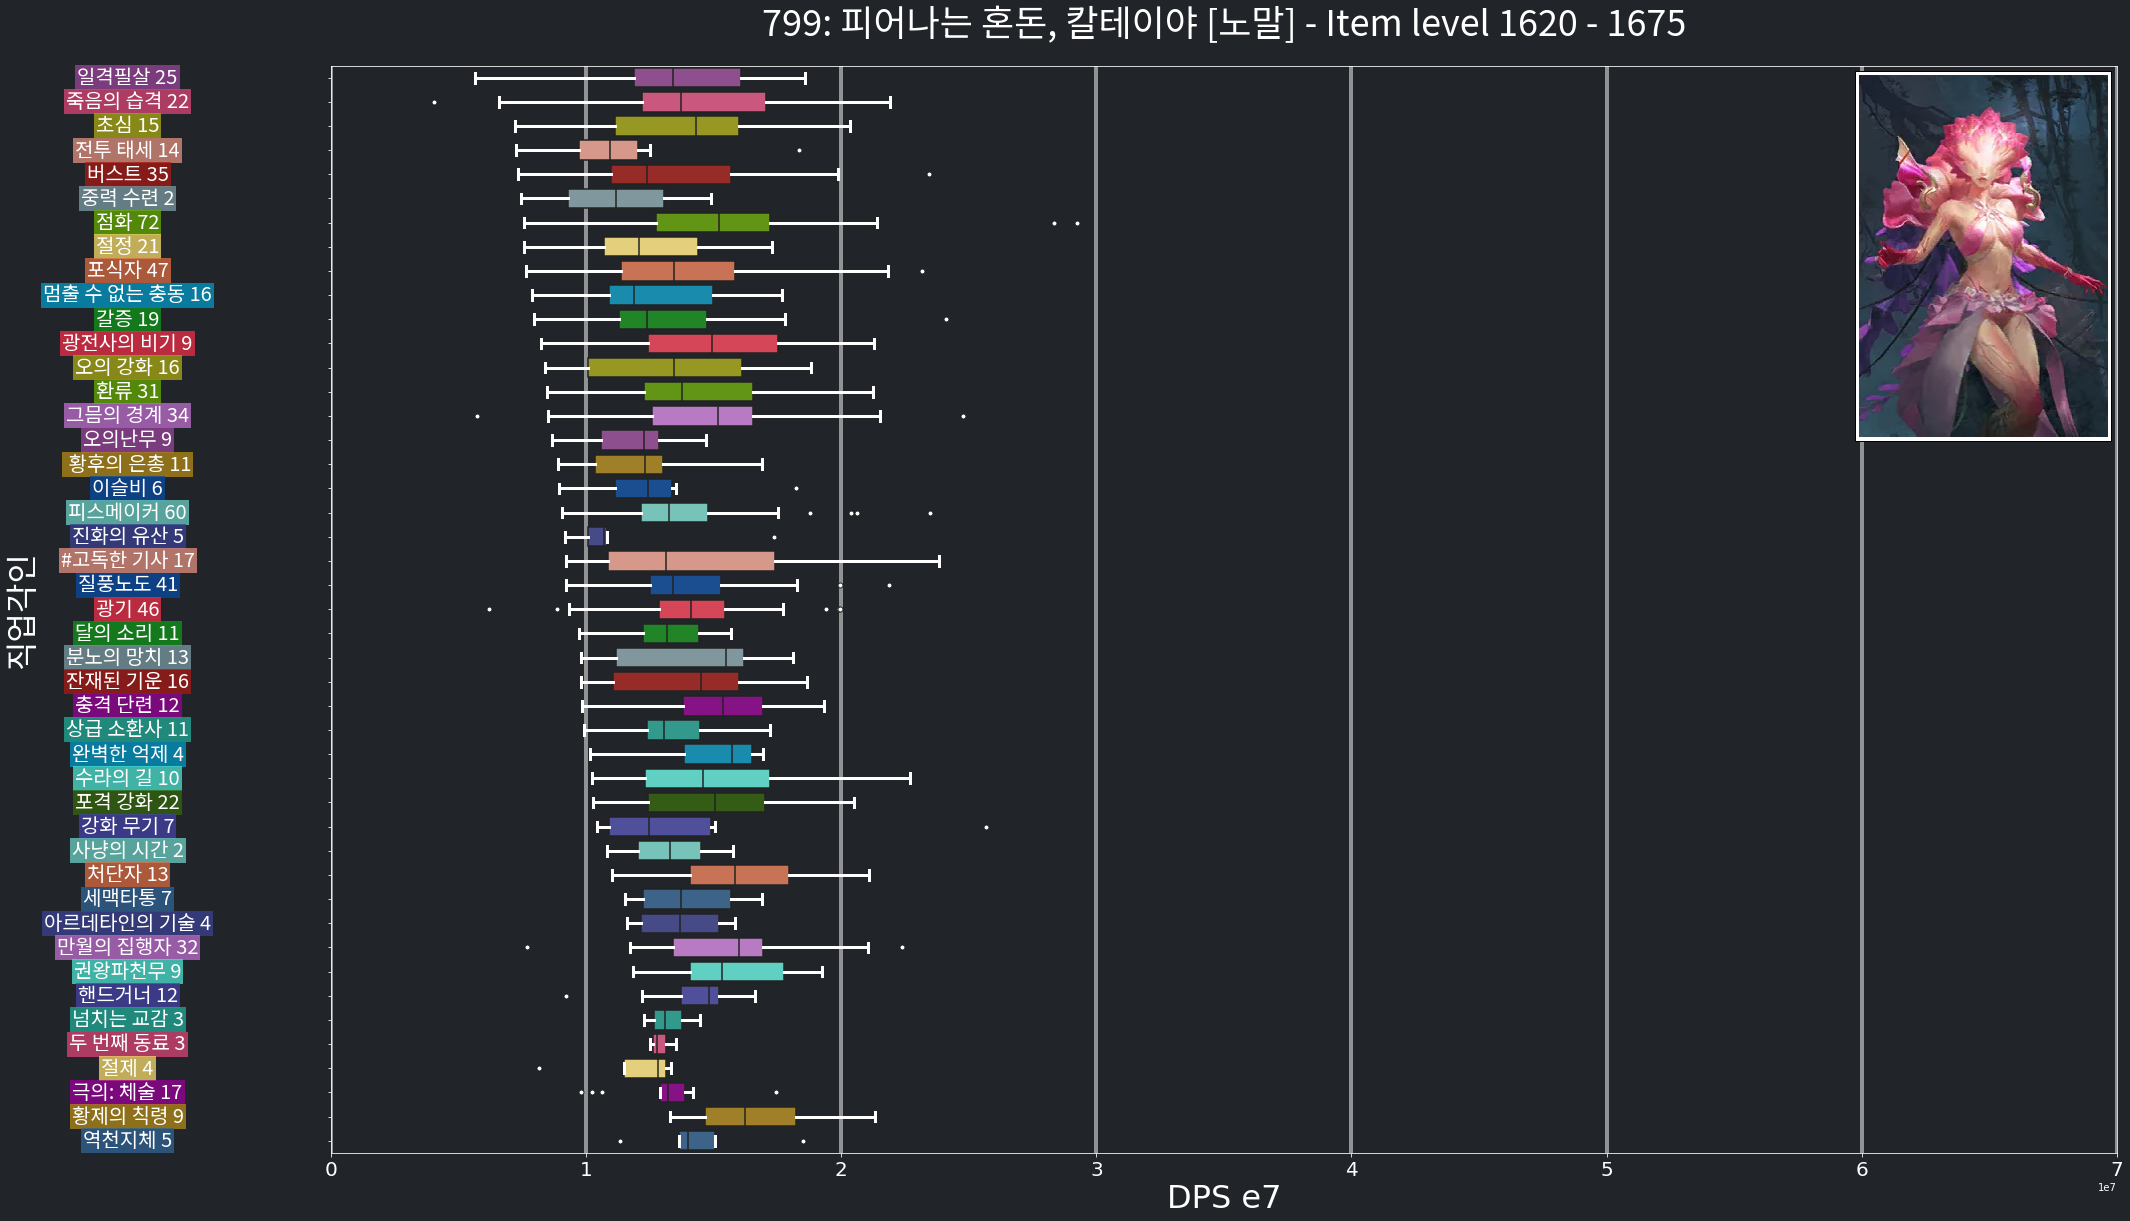 799: 피어나는 혼돈, 칼테이야 [노말] - Item level 1620 - 1675
일격필살 25
죽음의 습격 22
초심 15
전투 태세 14
버스트 35
중력 수련 2
점화 72
절정 21
포식자 47
멈출 수 없는 충동 16
갈증 19
광전사의 비기 9
오의 강화 16
환류 31
그믐의 경계 34
오의난무 9
황후의 은총 11
이슬비 6
피스메이커 60
진화의 유산 5
#고독한 기사 17
질풍노도 41
광기 46
달의 소리 11
분노의 망치 13
잔재된 기운 16
충격 단련 12
상급 소환사 11
완벽한 억제 4
수라의 길 10
포격 강화 22
강화 무기 7
사냥의 시간 2
처단자 13
세맥타통 7
아르데타인의 기술 4
만월의 집행자 32
권왕파천무 9
핸드거너 12
넘치는 교감 3
두 번째 동료 3
절제 4
극의: 체술 17
황제의 칙령 9
역천지체 5
직업각인
0 1 2 3 4 5 6 7
DPS e7
1e7